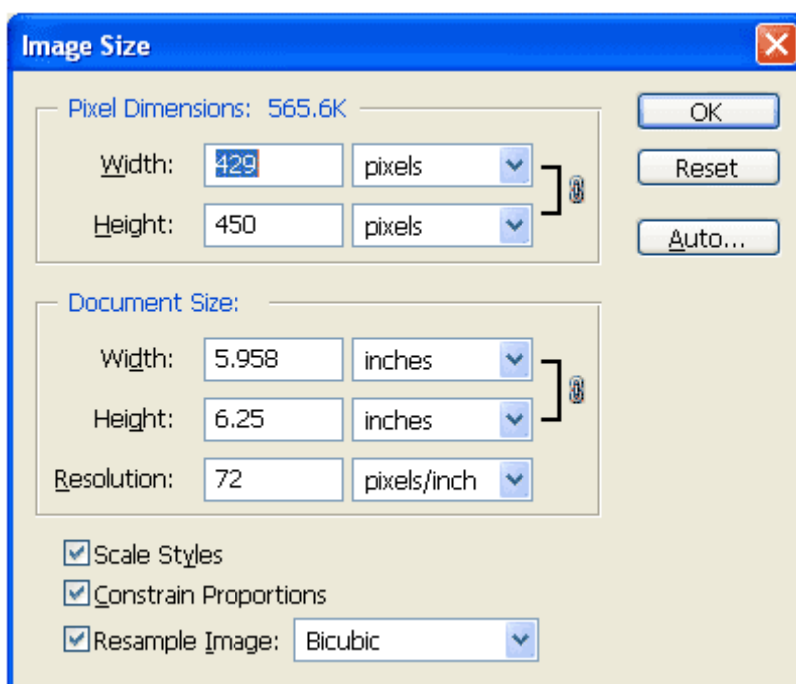 Image Size
Pixel Dimensions: 565.6K
OK
Width: 429 pixels
Reset
Height: 450 pixels
Auto...
Document Size:
Width: 5.958 inches
Height: 6.25 inches
Resolution: 72 pixels/inch
Scale Styles
Constrain Proportions
Resample Image: Bicubic